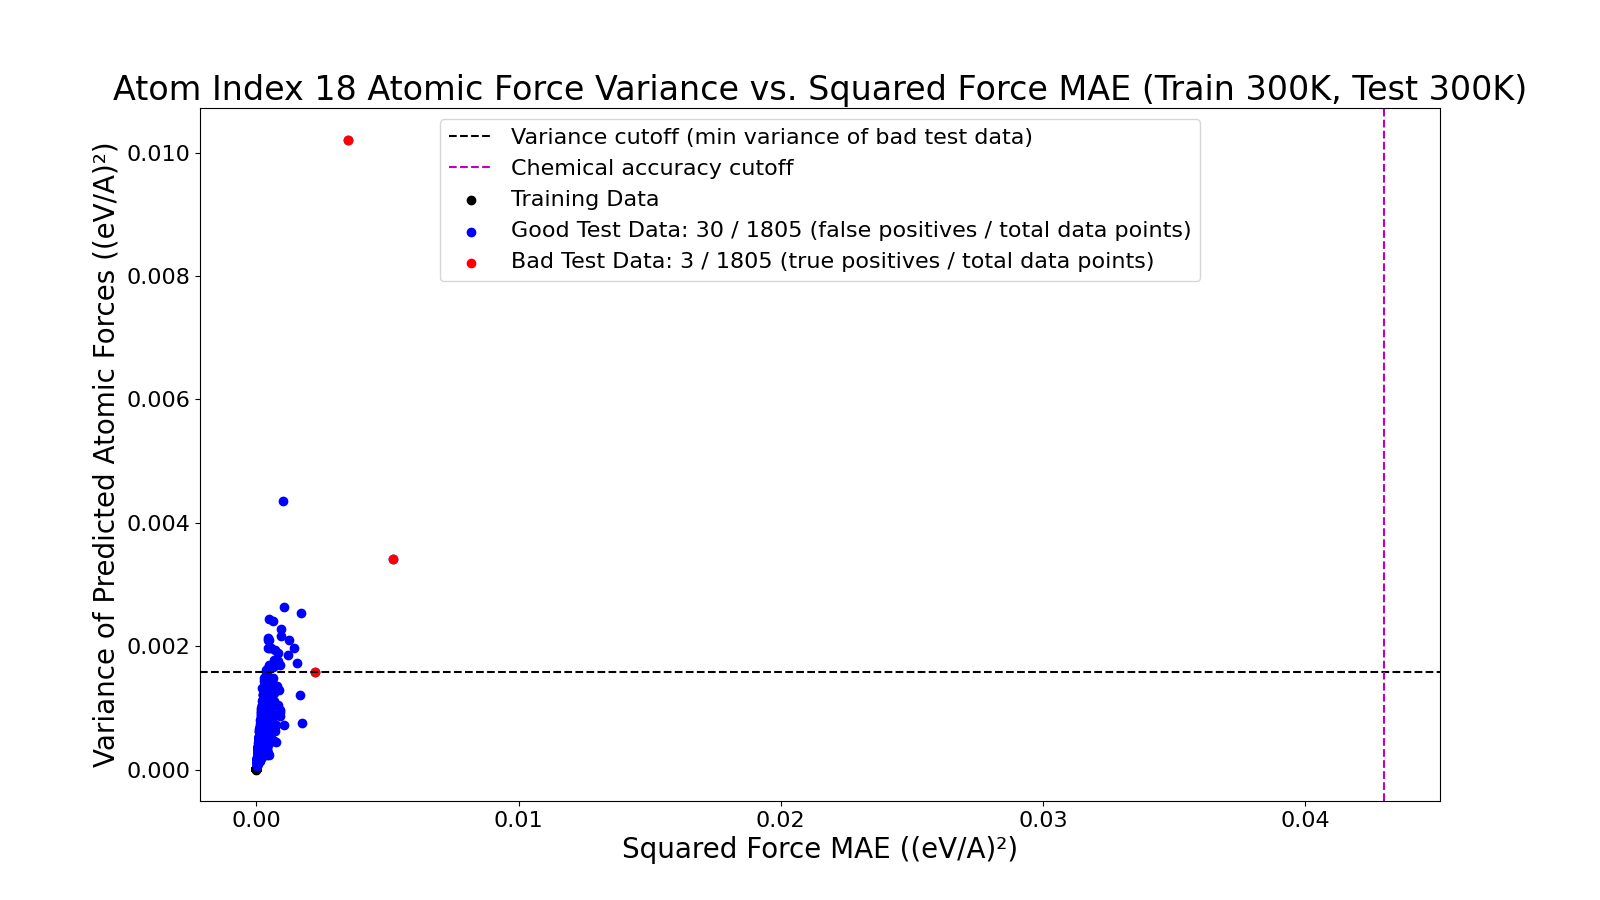 Atom Index 18 Atomic Force Variance vs. Squared Force MAE (Train 300K, Test 300K)
Variance of Predicted Atomic Forces ((eV/A)²)
0.010
0.008
0.006
0.004
0.002
0.000
Variance cutoff (min variance of bad test data)
Chemical accuracy cutoff
Training Data
Good Test Data: 30 / 1805 (false positives / total data points)
Bad Test Data: 3 / 1805 (true positives / total data points)
0.00 0.01 0.02 0.03 0.04
Squared Force MAE ((eV/A)²)